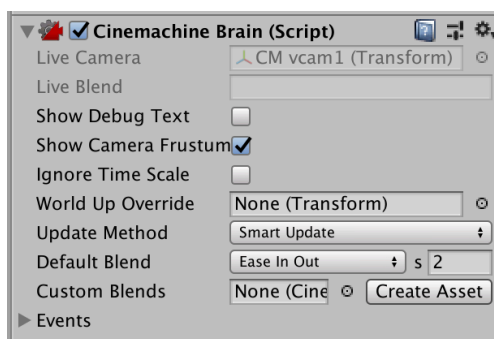 Cinemachine Brain (Script)
Live Camera CM vcam1 (Transform)
Live Blend
Show Debug Text
Show Camera Frustum
Ignore Time Scale
World Up Override None (Transform)
Update Method Smart Update
Default Blend Ease In Out s 2
Custom Blends None (Cine Create Asset
Events